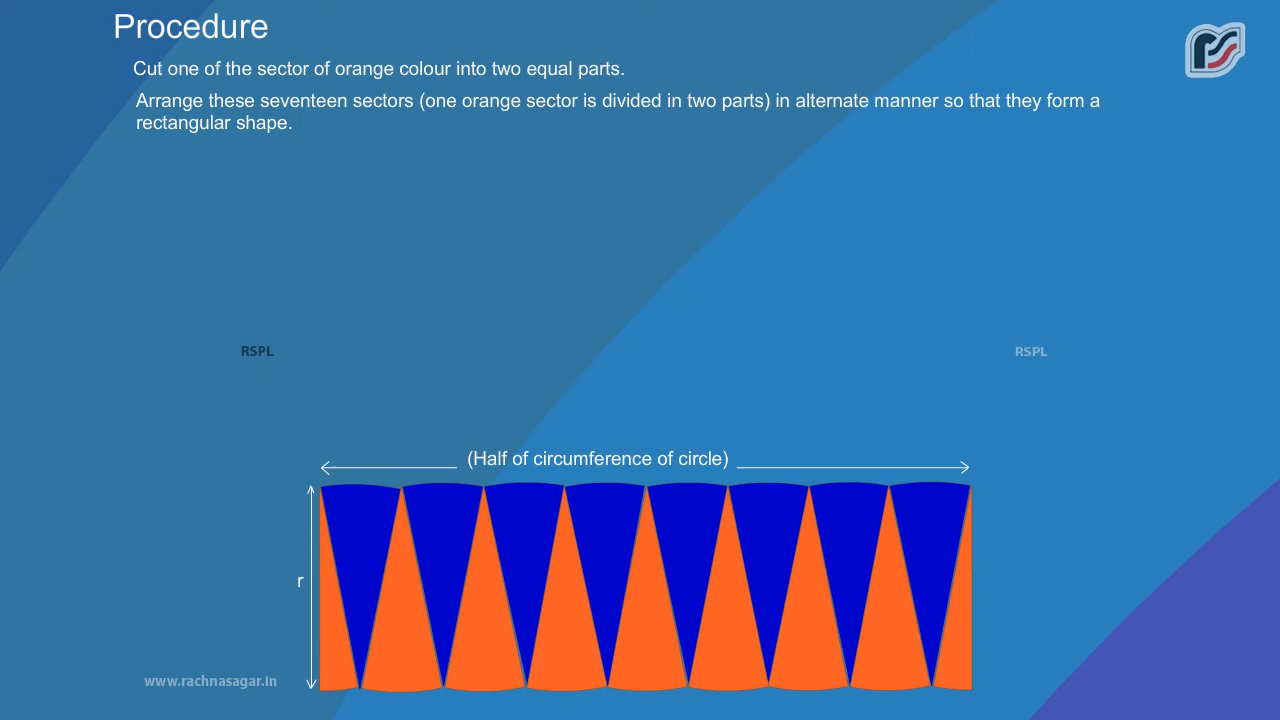 Procedure
Cut one of the sector of orange colour into two equal parts.
Arrange these seventeen sectors (one orange sector is divided in two parts) in alternate manner so that they form a
rectangular shape.
RSPL
RSPL
(Half of circumference of circle)
r
www.rachnasagar.in